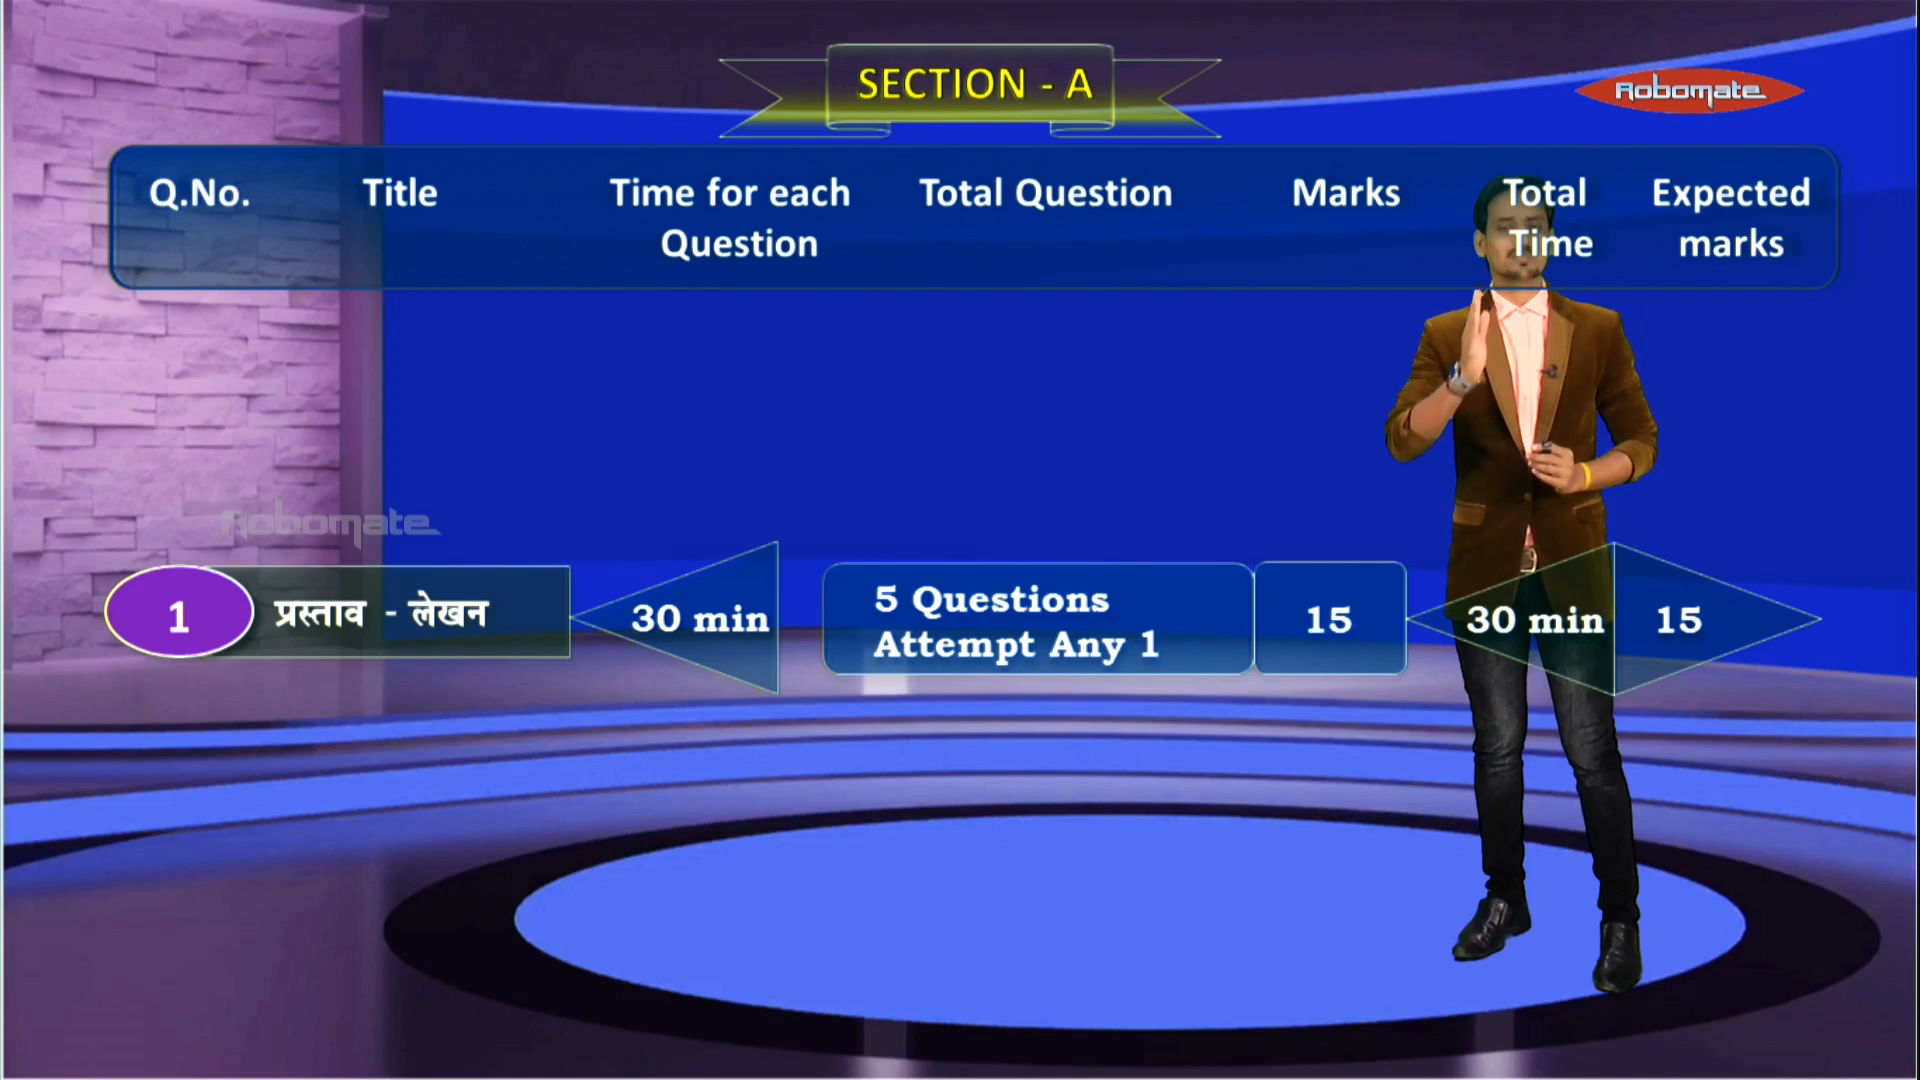 SECTION - A
Robomate
Q.No. Title Time for each Question Total Question Marks Total Time Expected marks
Robomate
1 प्रस्ताव - लेखन 30 min 5 Questions Attempt Any 1 15 30 min 15